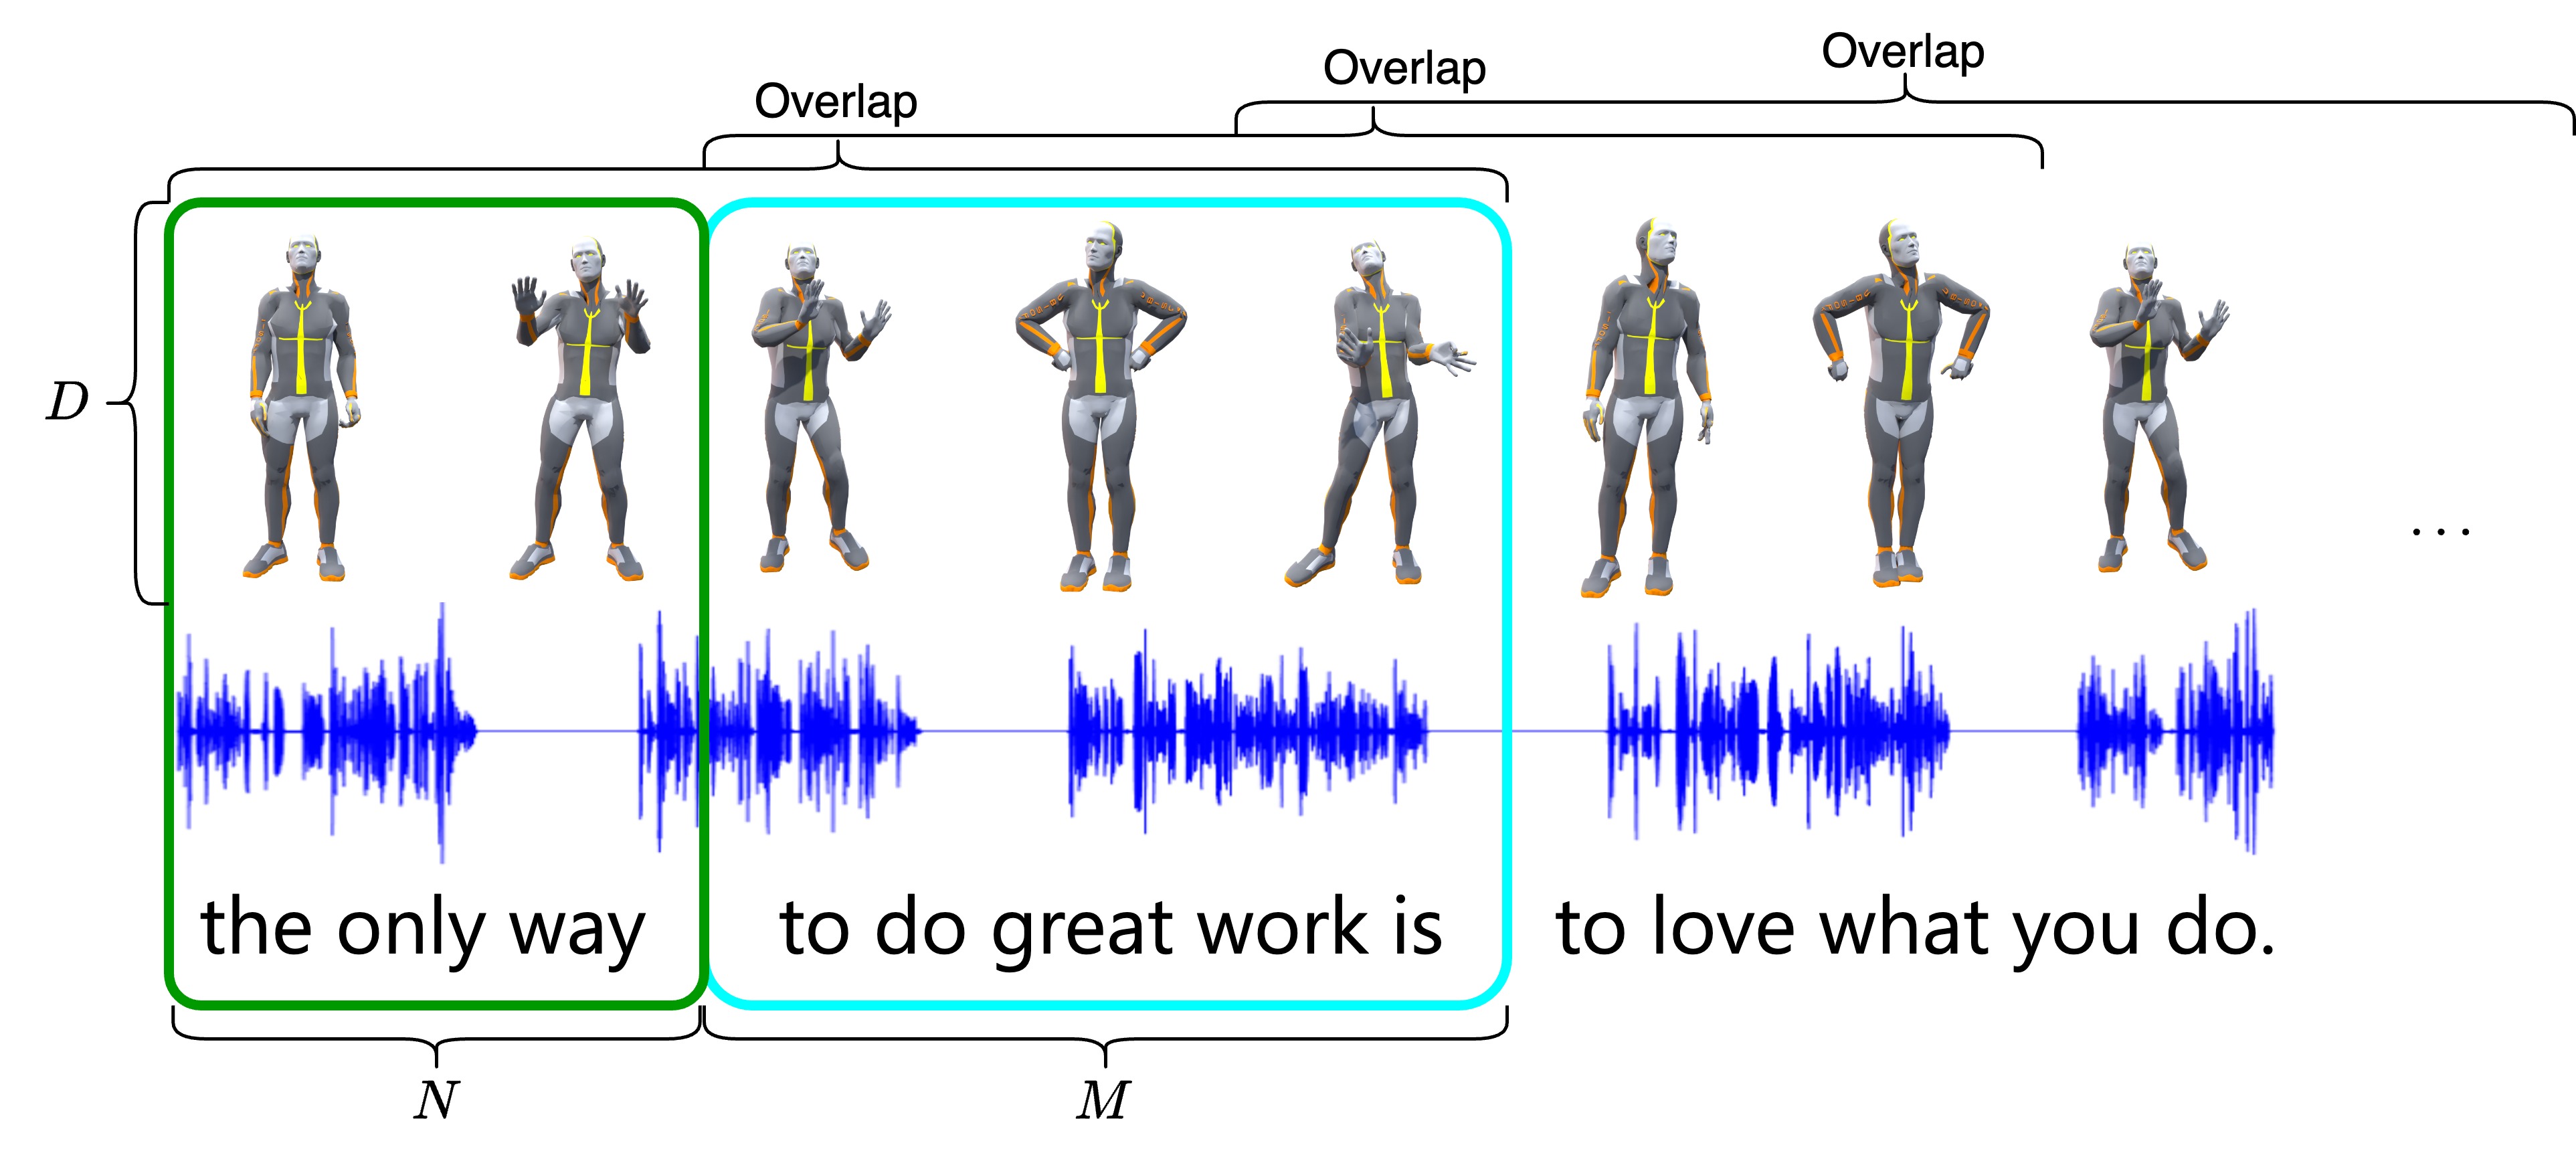 Overlap
Overlap
Overlap
D
...
the only way
to do great work is
to love what you do.
N
M